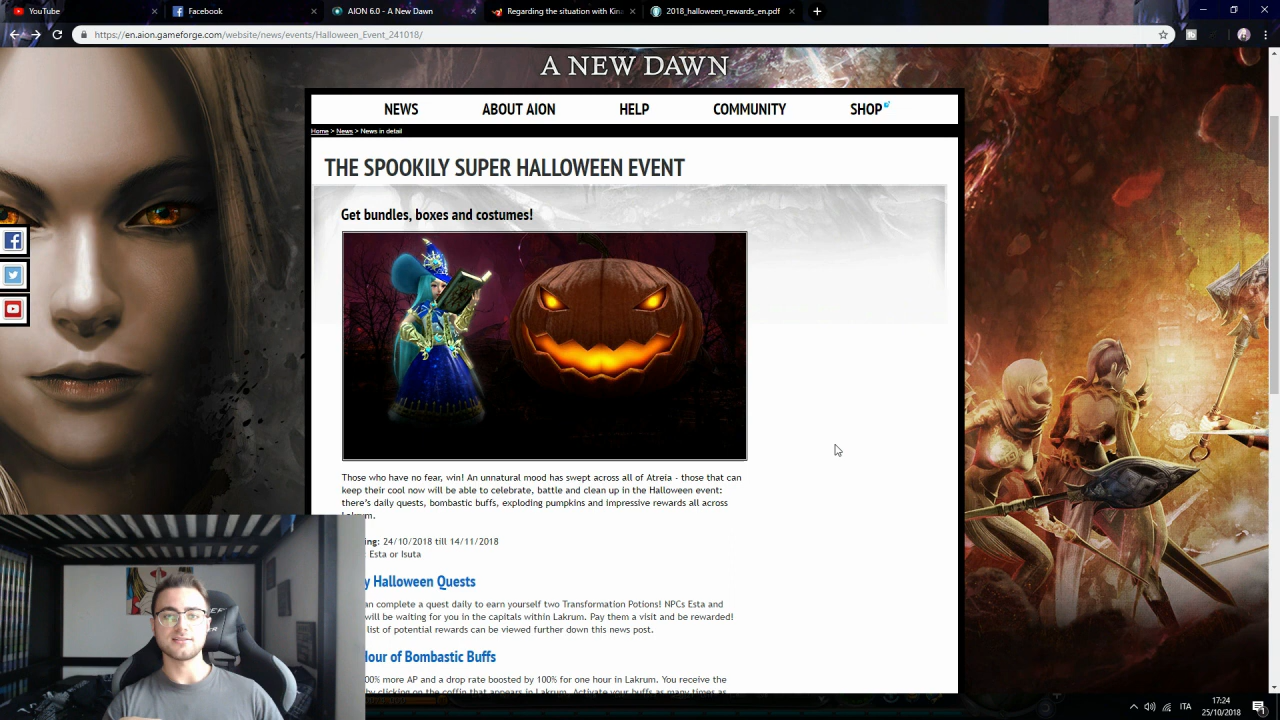 YouTube
Facebook
AION 6.0 - A New Dawn
Regarding the situation with Kin
2018_halloween_rewards_en.pdf
https://en.aion.gameforge.com/website/news/events/Halloween_Event_241018/
A NEW DAWN
NEWS
ABOUT AION
HELP
COMMUNITY
SHOP
Home > News > News in detail
THE SPOOKILY SUPER HALLOWEEN EVENT
Get bundles, boxes and costumes!
Those who have no fear, win! An unnatural mood has swept across all of Atreia - those that can
keep their cool now will be able to celebrate, battle and clean up in the Halloween event:
there's daily quests, bombastic buffs, exploding pumpkins and impressive rewards all across
Lakrum.
ing: 24/10/2018 till 14/11/2018
Esta or Isuta
y Halloween Quests
an complete a quest daily to earn yourself two Transformation Potions! NPCs Esta and
will be waiting for you in the capitals within Lakrum. Pay them a visit and be rewarded!
list of potential rewards can be viewed further down this news post.
Hour of Bombastic Buffs
00% more AP and a drop rate boosted by 100% for one hour in Lakrum. You receive the
by clicking on the coffin that appears in Lakrum. Activate your buffs as many times as
ITA
17:24
25/10/2018